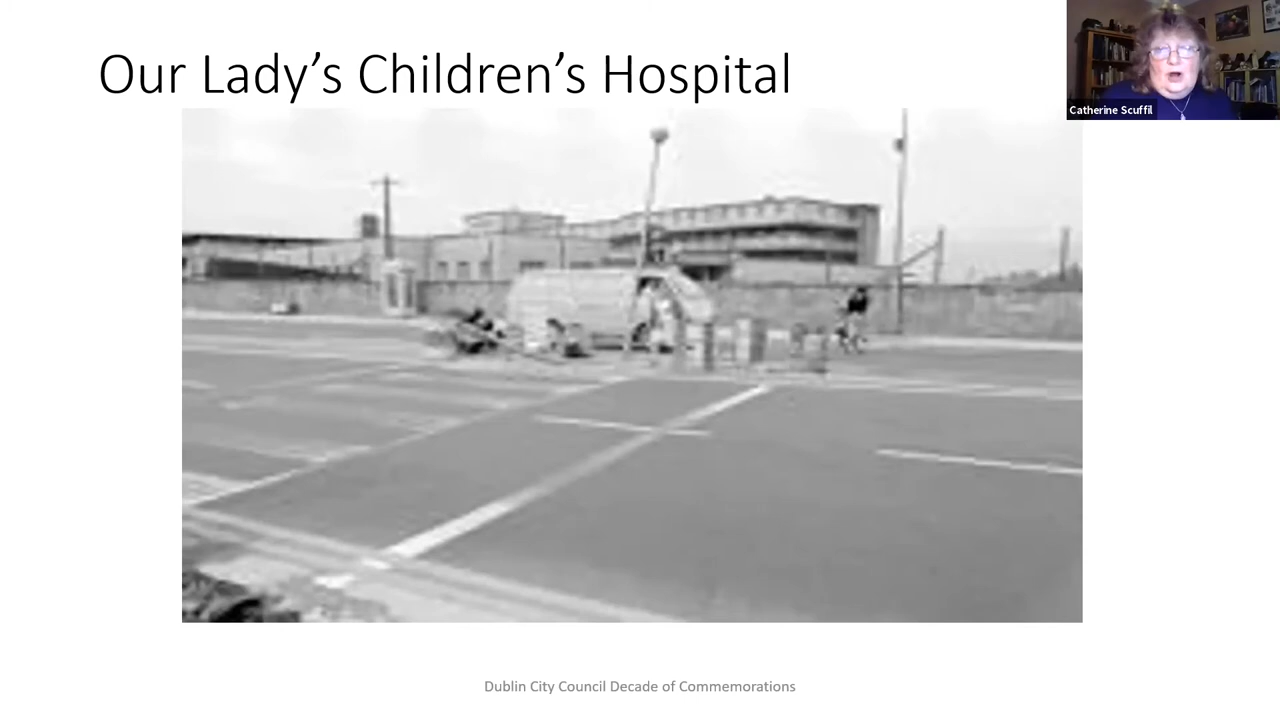 Our Lady’s Children’s Hospital
Catherine Scuffil
Dublin City Council Decade of Commemorations